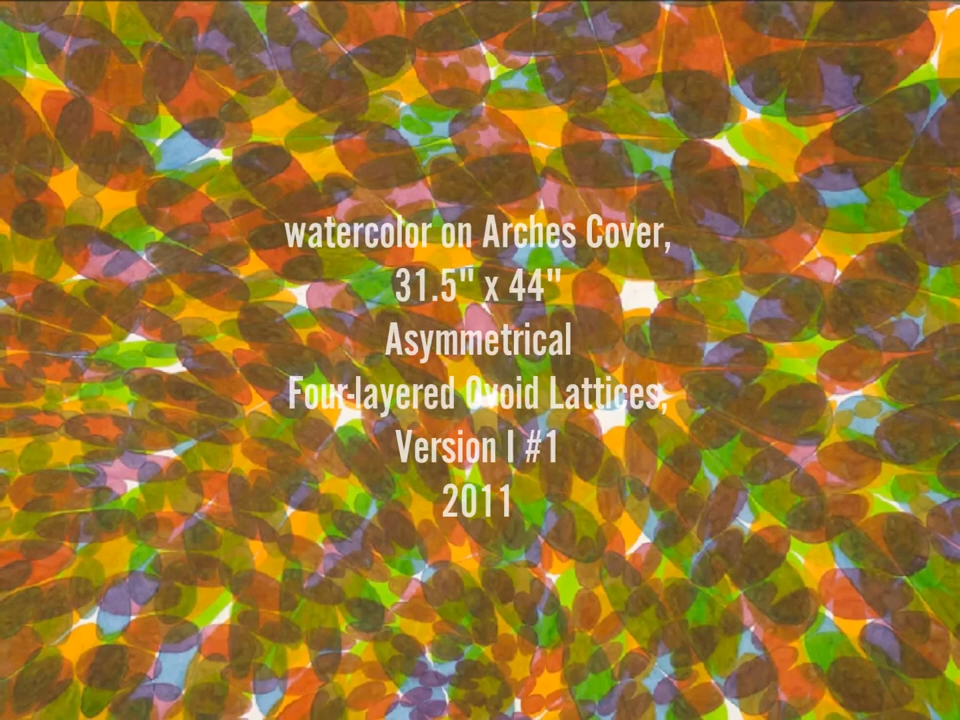 watercolor on Arches Cover,
31.5" x 44"
Asymmetrical
Four-layered Ovoid Lattices,
Version I #1
2011